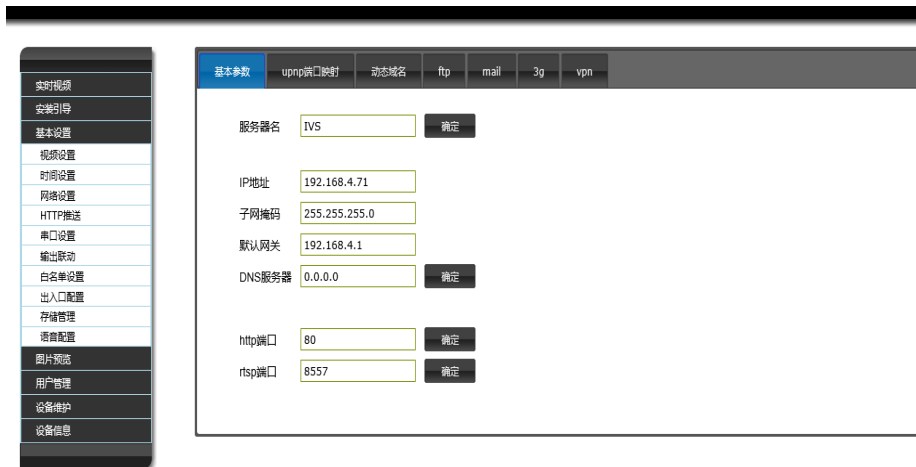 实时视频
安装引导
基本设置
视频设置
时间设置
网络设置
HTTP推送
串口设置
输出联动
白名单设置
出入口配置
存储管理
语音配置
图片预览
用户管理
设备维护
设备信息
基本参数 upnp端口映射 动态域名 ftp mail 3g vpn
服务器名 IVS 确定
IP地址 192.168.4.71
子网掩码 255.255.255.0
默认网关 192.168.4.1
DNS服务器 0.0.0.0 确定
http端口 80 确定
rtsp端口 8557 确定